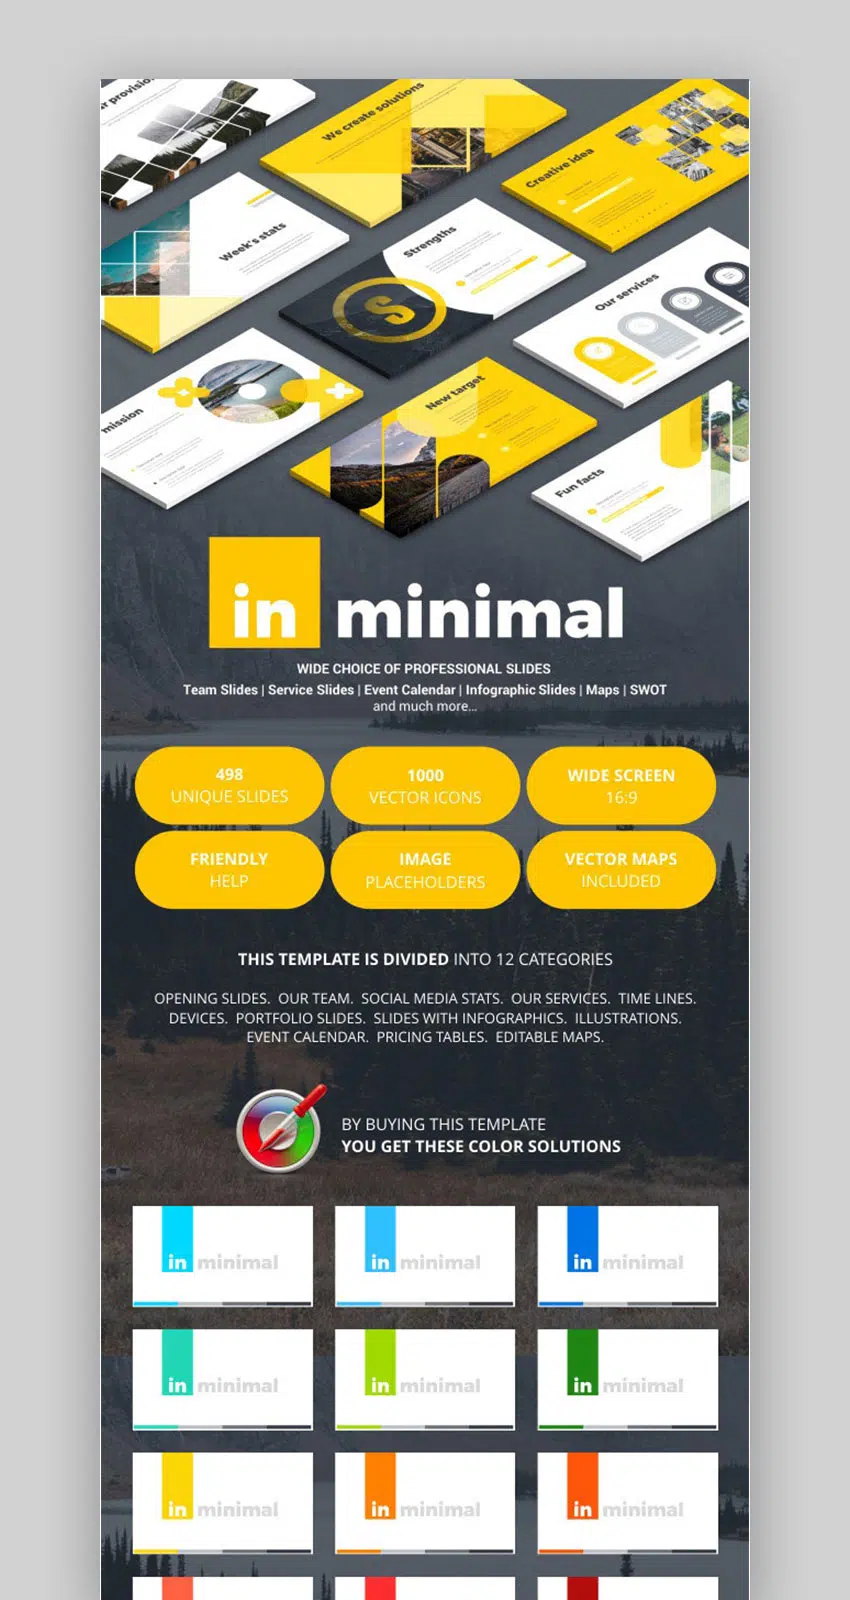 r provision
We create solutions
Creative idea
Week's stats
Strengths
Our services
mission
New target
Fun facts
in minimal
WIDE CHOICE OF PROFESSIONAL SLIDES
Team Slides | Service Slides | Event Calendar | Infographic Slides | Maps | SWOT
and much more...
498
UNIQUE SLIDES
1000
VECTOR ICONS
WIDE SCREEN
16:9
FRIENDLY
HELP
IMAGE
PLACEHOLDERS
VECTOR MAPS
INCLUDED
THIS TEMPLATE IS DIVIDED INTO 12 CATEGORIES
OPENING SLIDES. OUR TEAM. SOCIAL MEDIA STATS. OUR SERVICES. TIME LINES.
DEVICES. PORTFOLIO SLIDES. SLIDES WITH INFOGRAPHICS. ILLUSTRATIONS.
EVENT CALENDAR. PRICING TABLES. EDITABLE MAPS.
BY BUYING THIS TEMPLATE
YOU GET THESE COLOR SOLUTIONS
in minimal
in minimal
in minimal
in minimal
in minimal
in minimal
in minimal
in minimal
in minimal